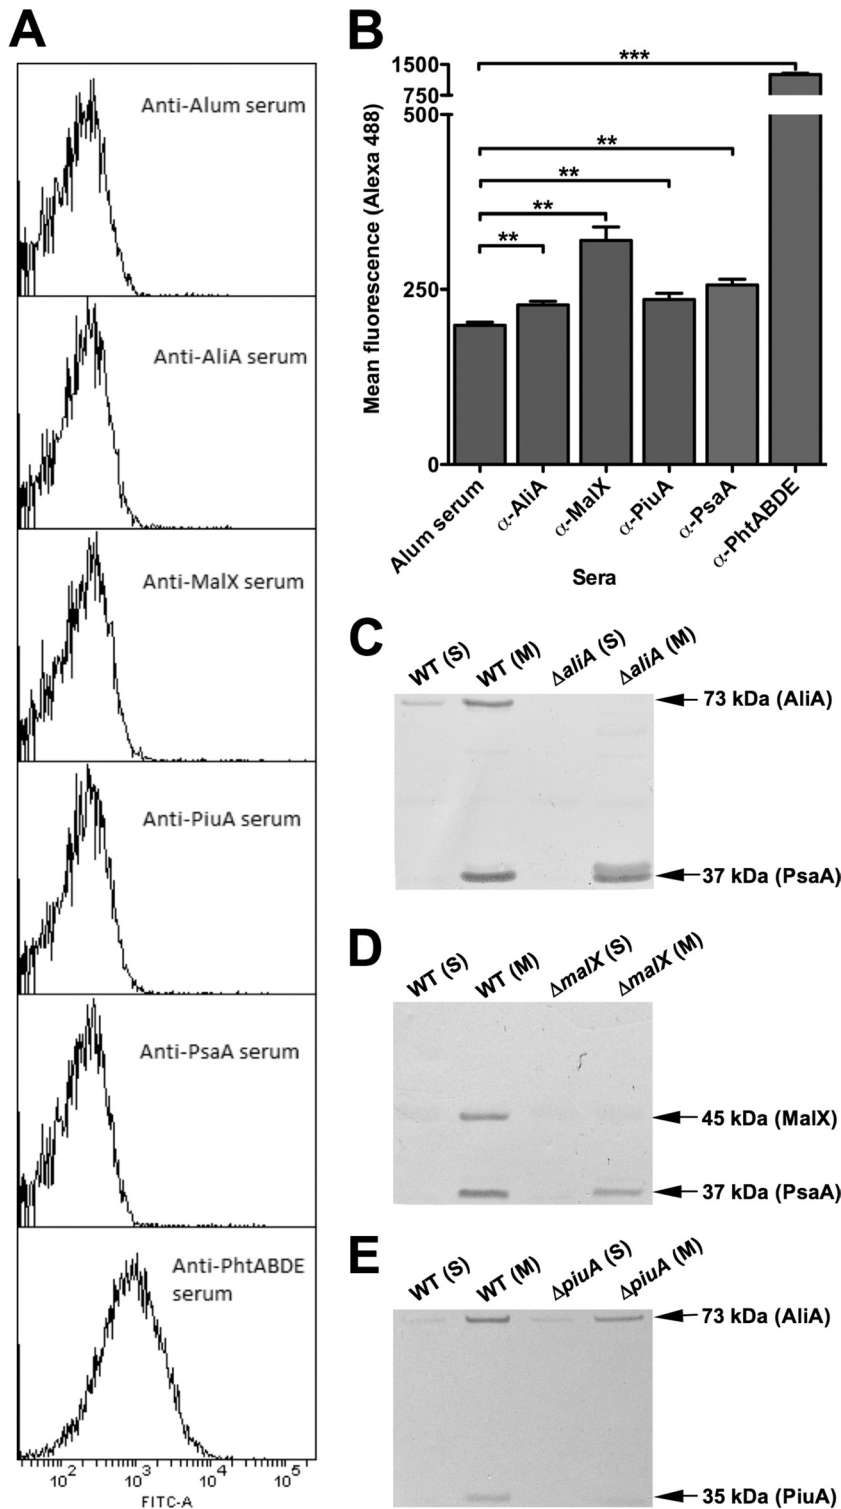 A
Anti-Alum serum
Anti-AliA serum
Anti-MalX serum
Anti-PiuA serum
Anti-PsaA serum
Anti-PhtABDE
serum
10² 10³ 10⁴ 10⁵
FITC-A
B
Mean fluorescence (Alexa 488)
1500
750
500
250
0
***
**
**
**
**
Alum serum
α-AliA
α-MalX
α-PiuA
α-PsaA
α-PhtABDE
Sera
C
WT (S) WT (M) ΔaliA (S) ΔaliA (M)
73 kDa (AliA)
37 kDa (PsaA)
D
WT (S) WT (M) ΔmalX (S) ΔmalX (M)
45 kDa (MalX)
37 kDa (PsaA)
E
WT (S) WT (M) ΔpiuA (S) ΔpiuA (M)
73 kDa (AliA)
35 kDa (PiuA)